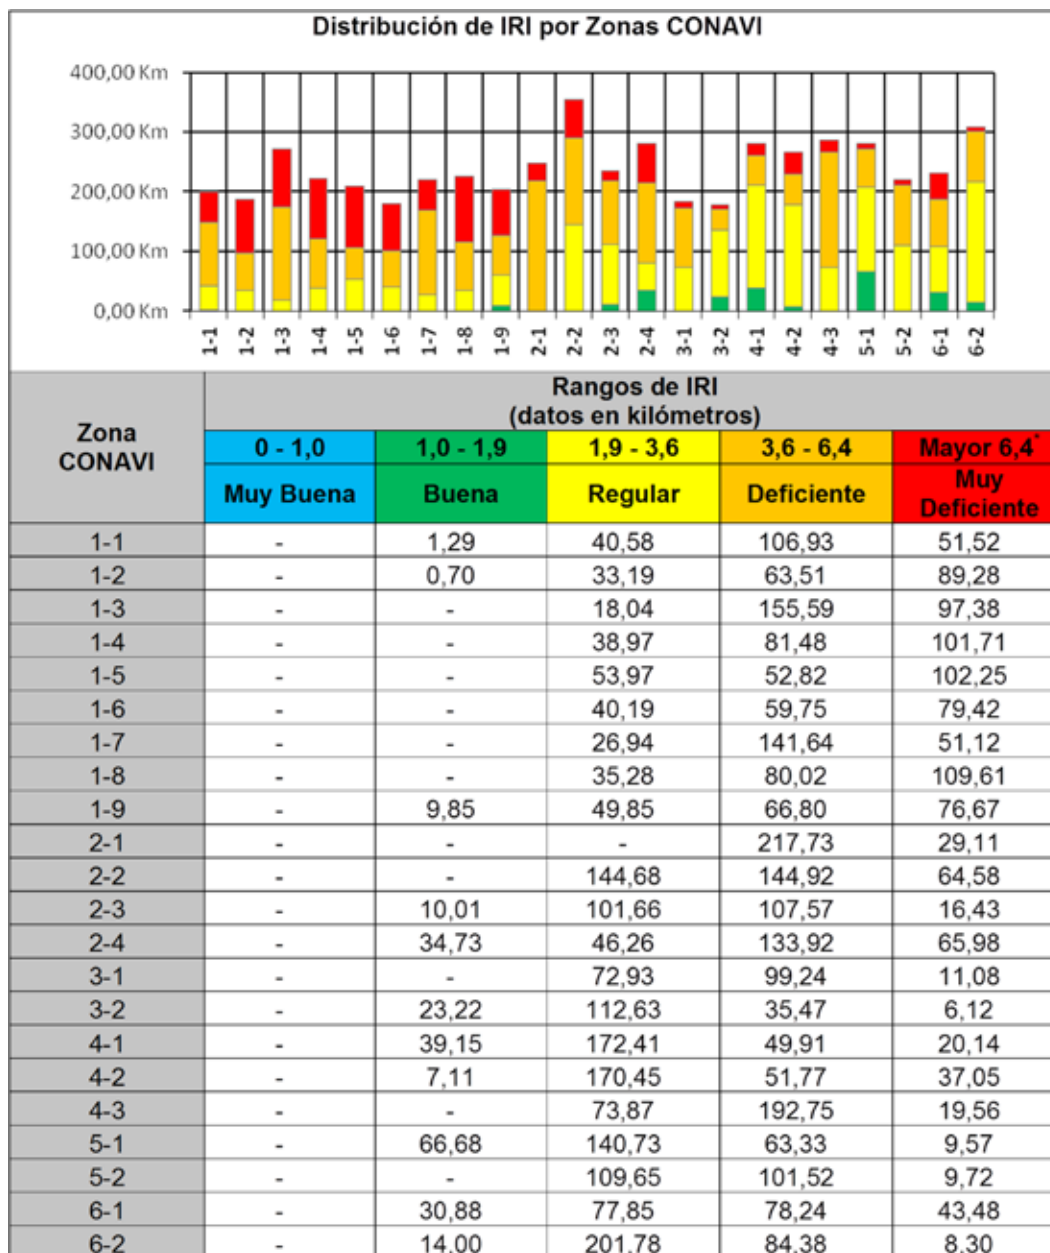 Distribución de IRI por Zonas CONAVI
400,00 Km
300,00 Km
200,00 Km
100,00 Km
0,00 Km
1-1 1-2 1-3 1-4 1-5 1-6 1-7 1-8 1-9 2-1 2-2 2-3 2-4 3-1 3-2 4-1 4-2 4-3 5-1 5-2 6-1 6-2
Zona CONAVI
Rangos de IRI
(datos en kilómetros)
0 - 1,0 1,0 - 1,9 1,9 - 3,6 3,6 - 6,4 Mayor 6,4*
Muy Buena Buena Regular Deficiente Muy Deficiente
1-1 - 1,29 40,58 106,93 51,52
1-2 - 0,70 33,19 63,51 89,28
1-3 - - 18,04 155,59 97,38
1-4 - - 38,97 81,48 101,71
1-5 - - 53,97 52,82 102,25
1-6 - - 40,19 59,75 79,42
1-7 - - 26,94 141,64 51,12
1-8 - - 35,28 80,02 109,61
1-9 - 9,85 49,85 66,80 76,67
2-1 - - - 217,73 29,11
2-2 - - 144,68 144,92 64,58
2-3 - 10,01 101,66 107,57 16,43
2-4 - 34,73 46,26 133,92 65,98
3-1 - - 72,93 99,24 11,08
3-2 - 23,22 112,63 35,47 6,12
4-1 - 39,15 172,41 49,91 20,14
4-2 - 7,11 170,45 51,77 37,05
4-3 - - 73,87 192,75 19,56
5-1 - 66,68 140,73 63,33 9,57
5-2 - - 109,65 101,52 9,72
6-1 - 30,88 77,85 78,24 43,48
6-2 - 14,00 201,78 84,38 8,30